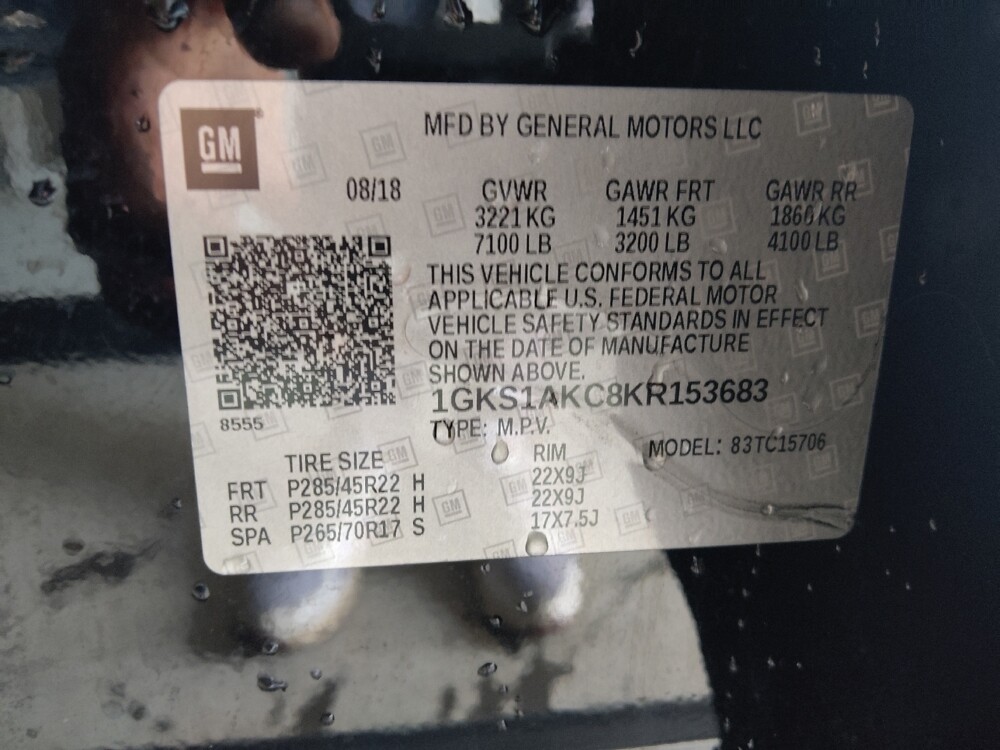 GM
MFD BY GENERAL MOTORS LLC
08/18 GVWR GAWR FRT GAWR RR
3221 KG 1451 KG 1860 KG
7100 LB 3200 LB 4100 LB
THIS VEHICLE CONFORMS TO ALL
APPLICABLE U.S. FEDERAL MOTOR
VEHICLE SAFETY STANDARDS IN EFFECT
ON THE DATE OF MANUFACTURE
SHOWN ABOVE.
1GKS1AKC8KR153683
8555
TYPE: M.P.V.
MODEL: 83TC15706
TIRE SIZE RIM
FRT P285/45R22 H 22X9J
RR P285/45R22 H 22X9J
SPA P265/70R17 S 17X7.5J